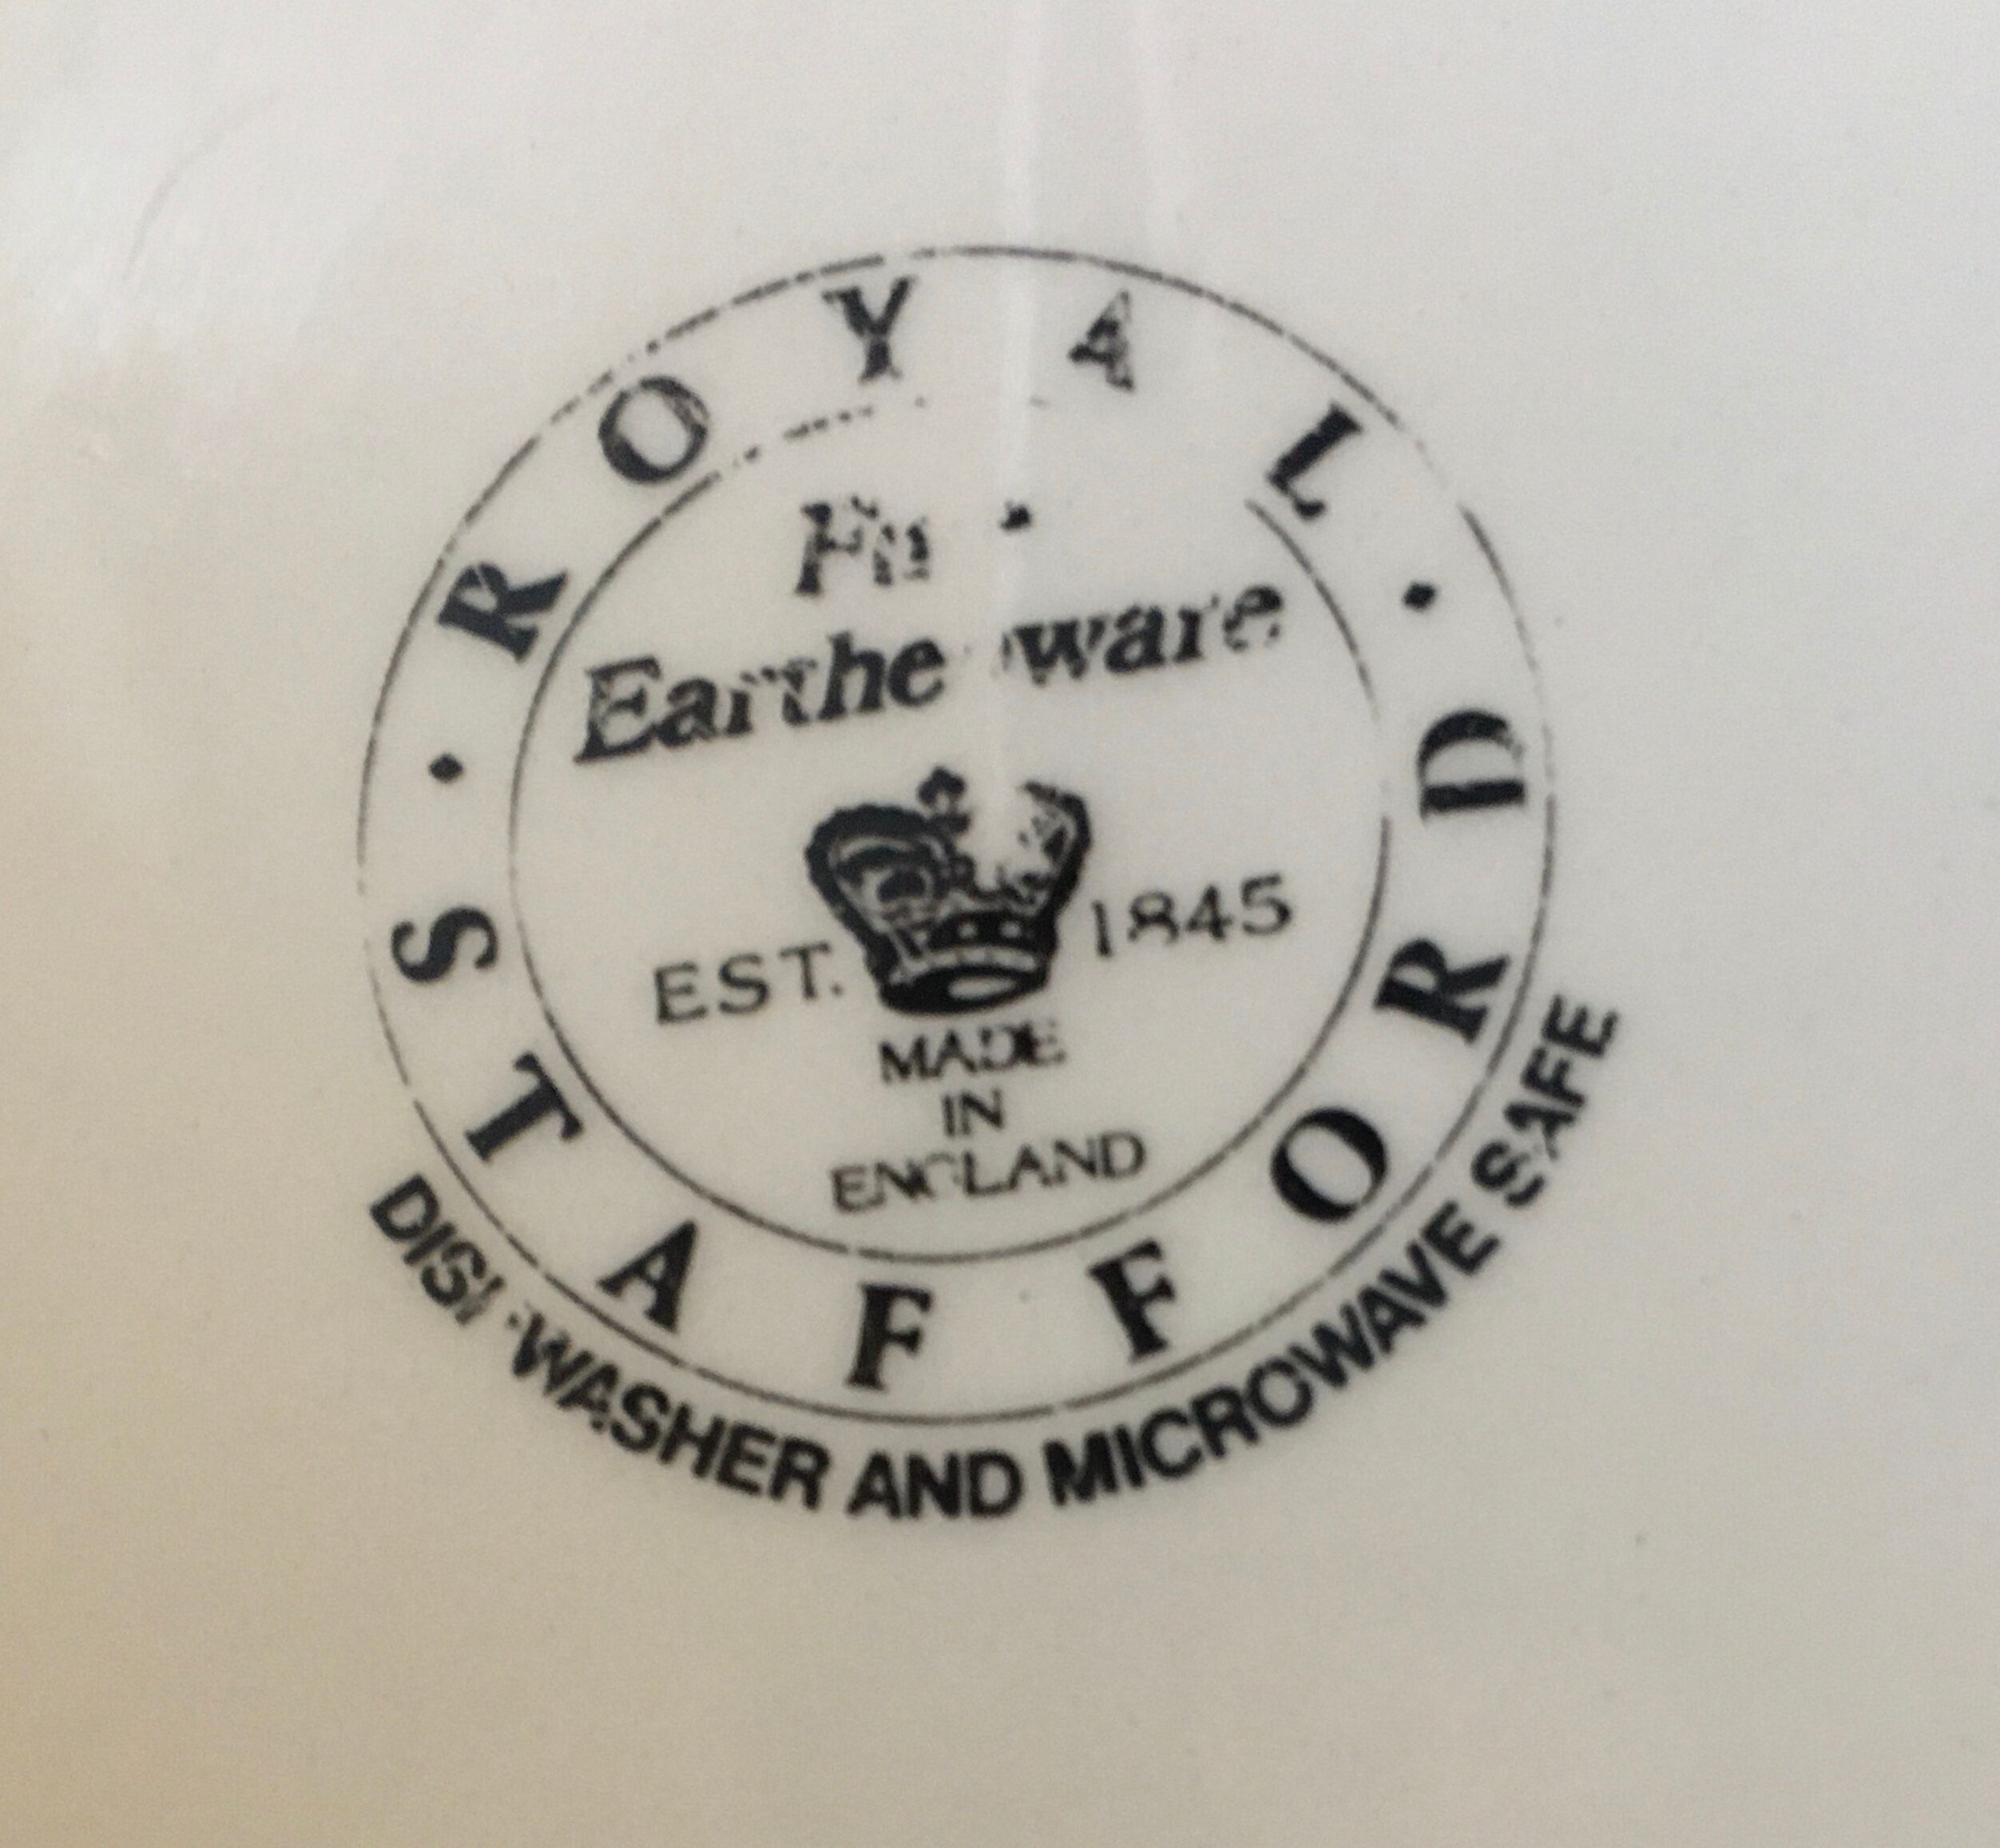 ROYAL · STAFFORD ·
Earthenware
EST. 1845
MADE
IN
ENGLAND
DISHWASHER AND MICROWAVE SAFE